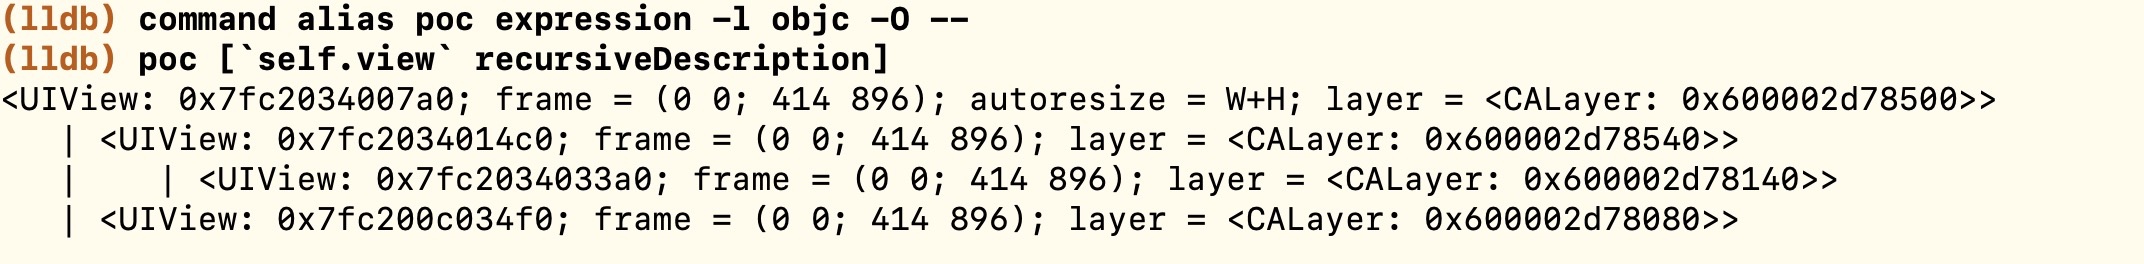 (lldb) command alias poc expression -l objc -O --
(lldb) poc [`self.view` recursiveDescription]
<UIView: 0x7fc2034007a0; frame = (0 0; 414 896); autoresize = W+H; layer = <CALayer: 0x600002d78500>>
   | <UIView: 0x7fc2034014c0; frame = (0 0; 414 896); layer = <CALayer: 0x600002d78540>>
   |    | <UIView: 0x7fc2034033a0; frame = (0 0; 414 896); layer = <CALayer: 0x600002d78140>>
   | <UIView: 0x7fc200c034f0; frame = (0 0; 414 896); layer = <CALayer: 0x600002d78080>>